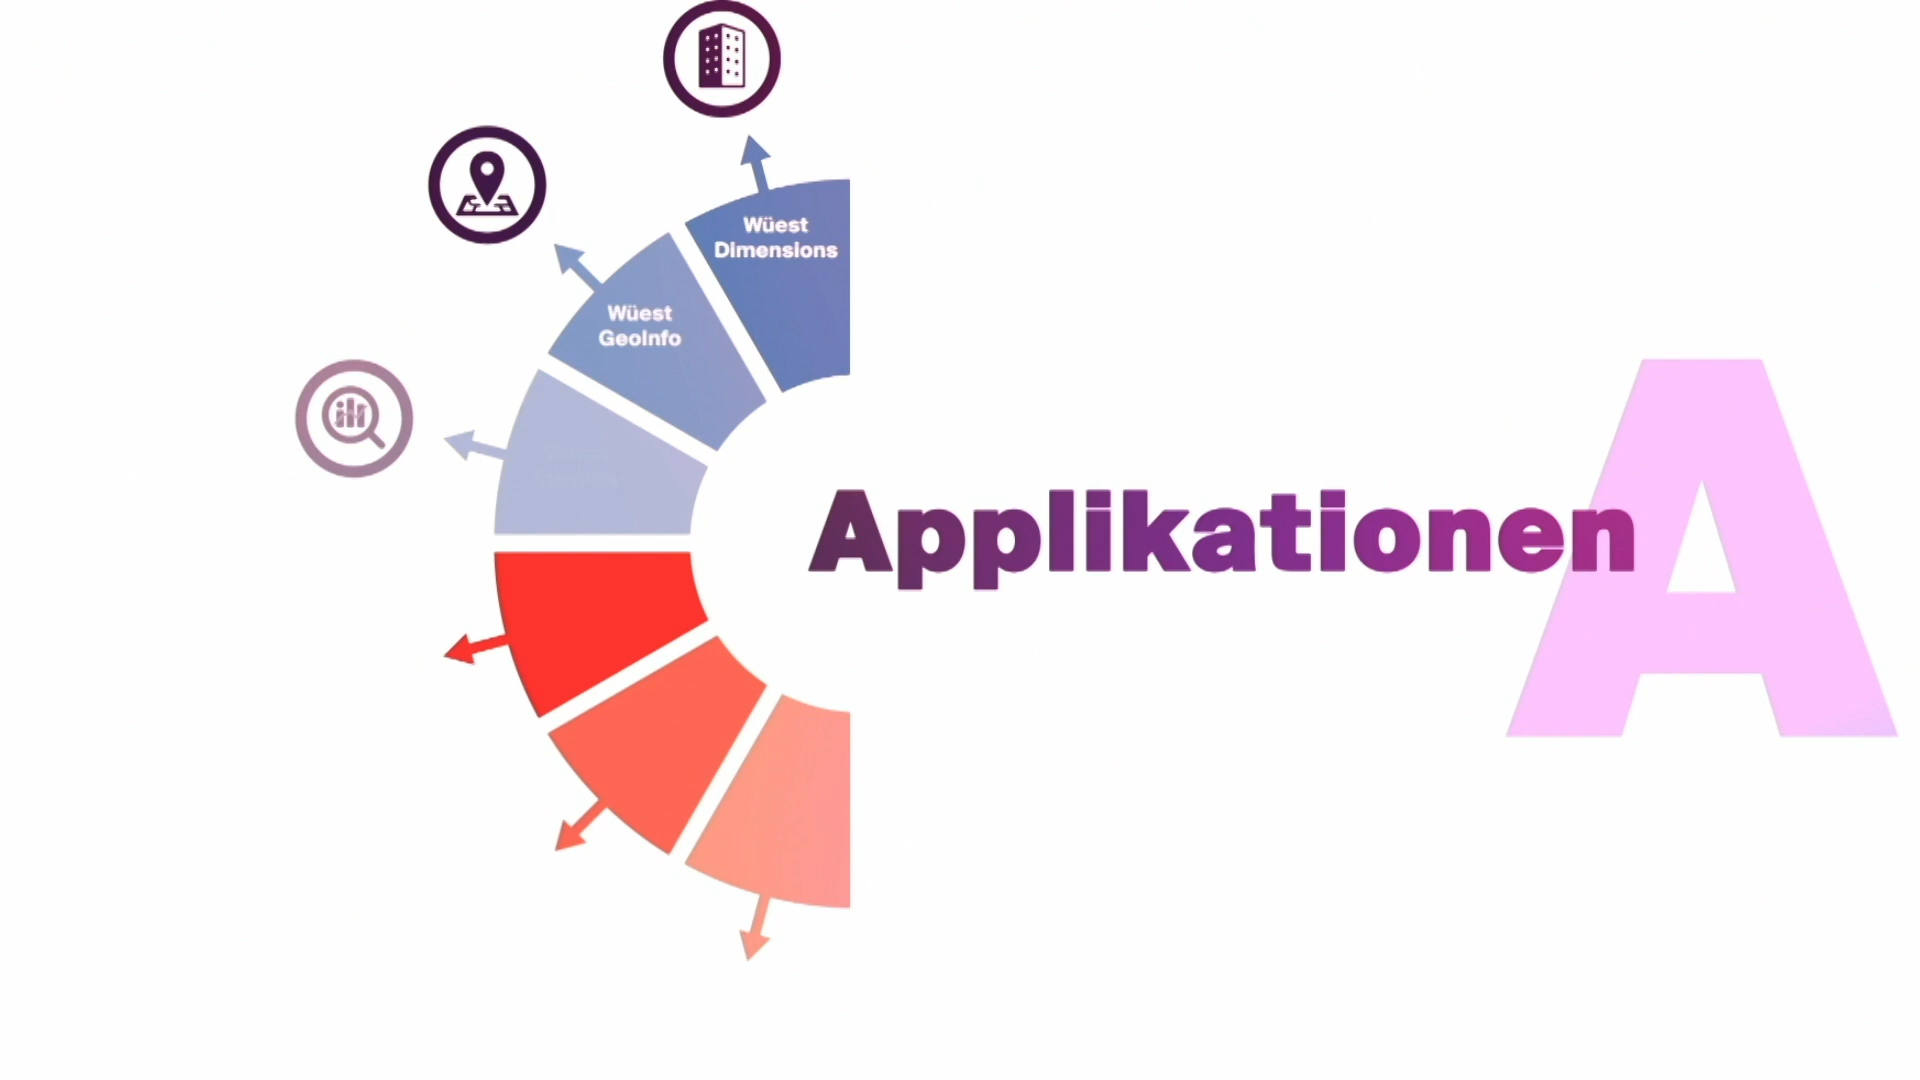 Wüest
Dimensions
Wüest
GeoInfo
Applikationen
A